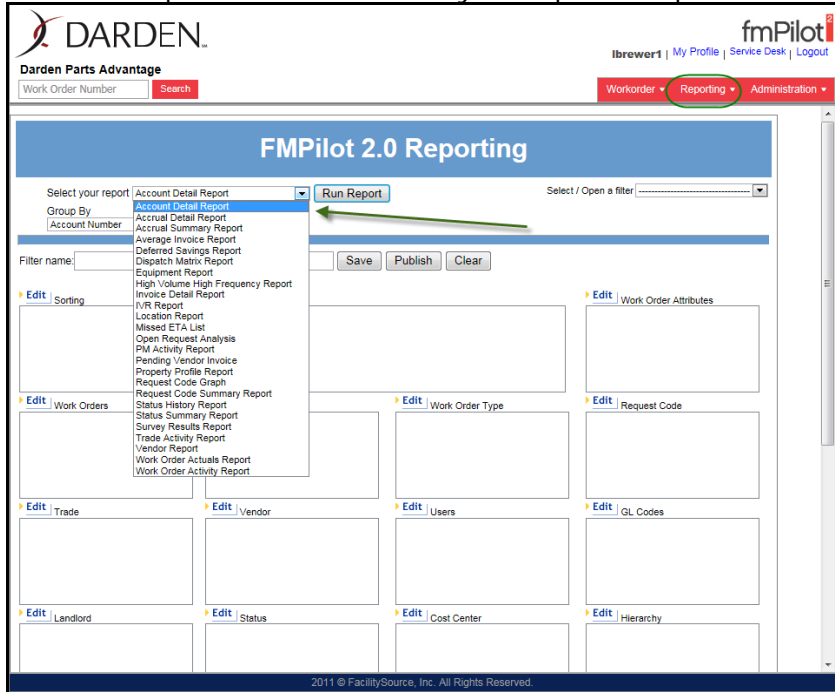 DARDEN
fmPilot 2
lbrewer1 | My Profile | Service Desk | Logout
Darden Parts Advantage
Work Order Number Search
Workorder Reporting Administration
FMPilot 2.0 Reporting
Select your report Account Detail Report Run Report Select / Open a filter --------------------------------
Group By
Account Number
Account Detail Report
Accrual Detail Report
Accrual Summary Report
Average Invoice Report
Deferred Savings Report
Dispatch Matrix Report
Equipment Report
High Volume High Frequency Report
Invoice Detail Report
IVR Report
Location Report
Missed ETA List
Open Request Analysis
PM Activity Report
Pending Vendor Invoice
Property Profile Report
Request Code Graph
Request Code Summary Report
Status History Report
Status Summary Report
Survey Results Report
Trade Activity Report
Vendor Report
Work Order Actuals Report
Work Order Activity Report
Filter name: Save Publish Clear
Edit | Sorting
Edit | Work Order Attributes
Edit | Work Orders
Edit | Work Order Type
Edit | Request Code
Edit | Trade
Edit | Vendor
Edit | Users
Edit | GL Codes
Edit | Landlord
Edit | Status
Edit | Cost Center
Edit | Hierarchy
2011 © FacilitySource, Inc. All Rights Reserved.